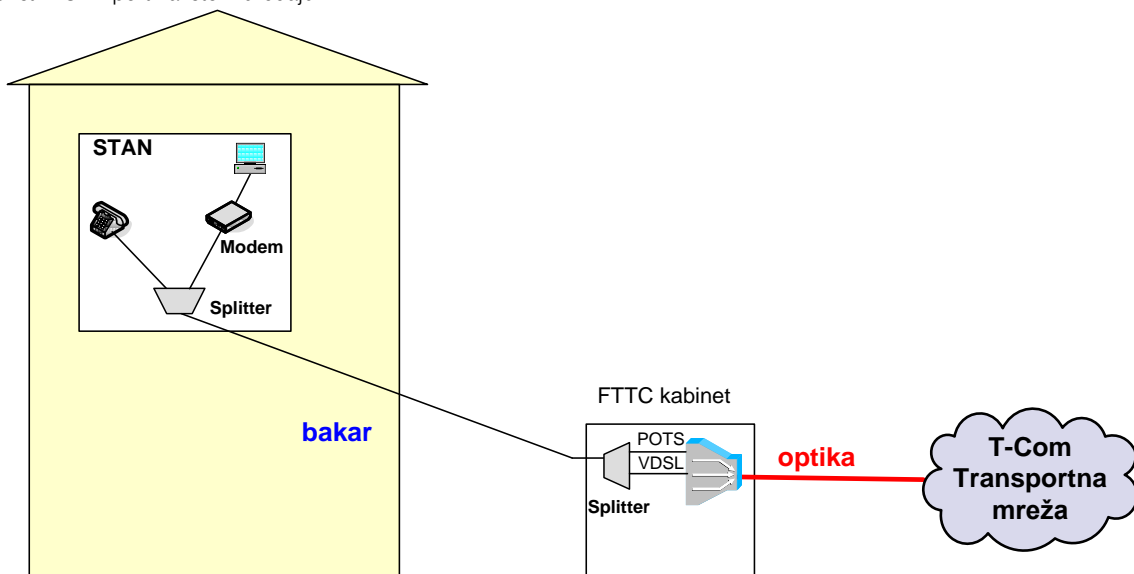 STAN
Modem
Splitter
bakar
FTTC kabinet
POTS
VDSL
Splitter
optika
T-Com
Transportna
mreža